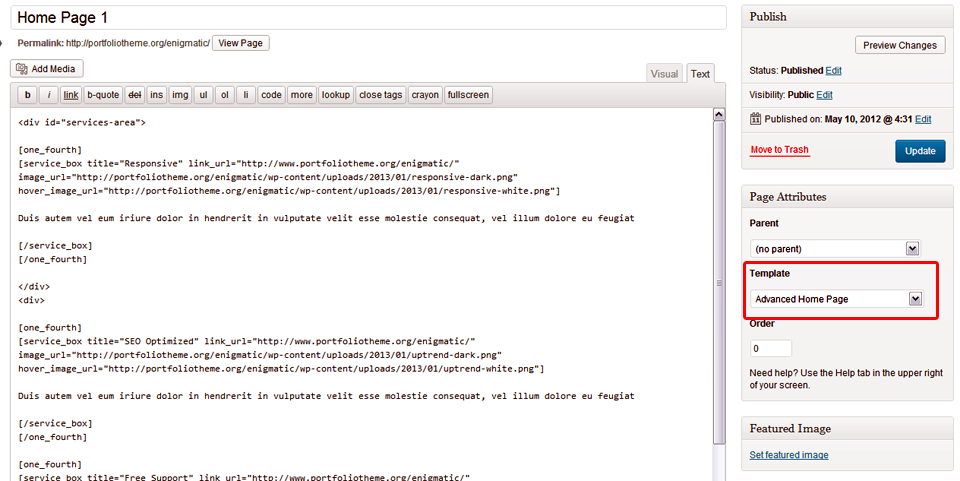 Home Page 1
Permalink: http://portfoliotheme.org/enigmatic/ View Page
Add Media
Visual Text
b i link b-quote del ins img ul ol li code more lookup close tags crayon fullscreen
<div id="services-area">
[one_fourth]
[service_box title="Responsive" link_url="http://www.portfoliotheme.org/enigmatic/"
image_url="http://portfoliotheme.org/enigmatic/wp-content/uploads/2013/01/responsive-dark.png"
hover_image_url="http://portfoliotheme.org/enigmatic/wp-content/uploads/2013/01/responsive-white.png"]
Duis autem vel eum iriure dolor in hendrerit in vulputate velit esse molestie consequat, vel illum dolore eu feugiat
[/service_box]
[/one_fourth]
</div>
<div>
[one_fourth]
[service_box title="SEO Optimized" link_url="http://www.portfoliotheme.org/enigmatic/"
image_url="http://portfoliotheme.org/enigmatic/wp-content/uploads/2013/01/uptrend-dark.png"
hover_image_url="http://portfoliotheme.org/enigmatic/wp-content/uploads/2013/01/uptrend-white.png"]
Duis autem vel eum iriure dolor in hendrerit in vulputate velit esse molestie consequat, vel illum dolore eu feugiat
[/service_box]
[/one_fourth]
[one_fourth]
[service_box title="Free Support" link_url="http://www.portfoliotheme.org/enigmatic/"
Publish
Preview Changes
Status: Published Edit
Visibility: Public Edit
11 Published on: May 10, 2012 @ 4:31 Edit
Move to Trash Update
Page Attributes
Parent
(no parent)
Template
Advanced Home Page
Order
0
Need help? Use the Help tab in the upper right
of your screen.
Featured Image
Set featured image